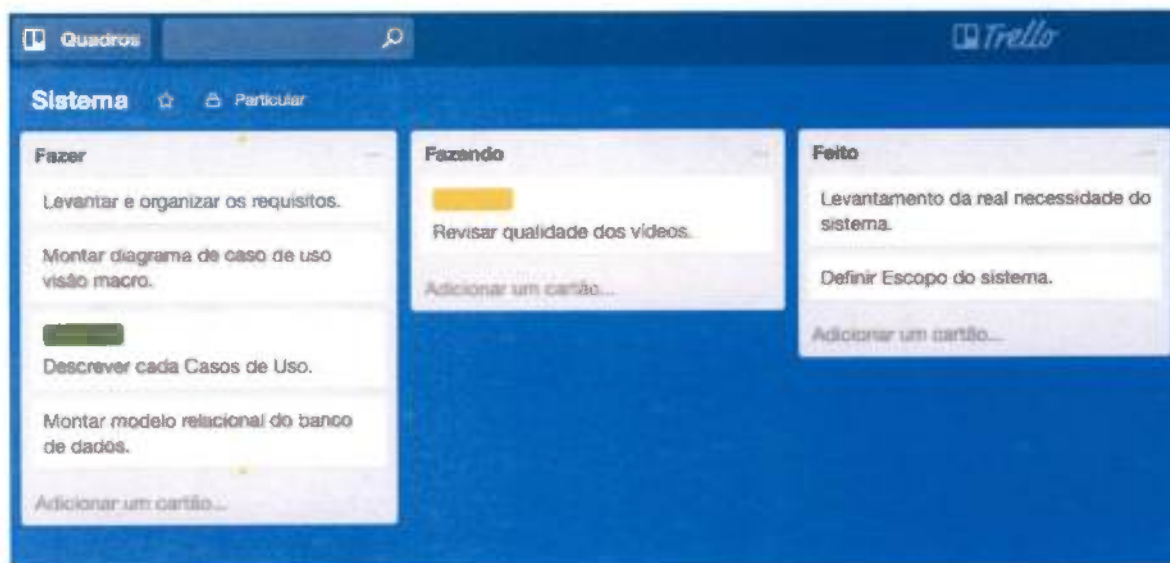 Quadros
Trello
Sistema
Particular
Fazer
Levantar e organizar os requisitos.
Montar diagrama de caso de uso
visão macro.
Descrever cada Casos de Uso.
Montar modelo relacional do banco
de dados.
Adicionar um cartão...
Fazendo
Revisar qualidade dos vídeos.
Adicionar um cartão...
Feito
Levantamento da real necessidade do
sistema.
Definir Escopo do sistema.
Adicionar um cartão...